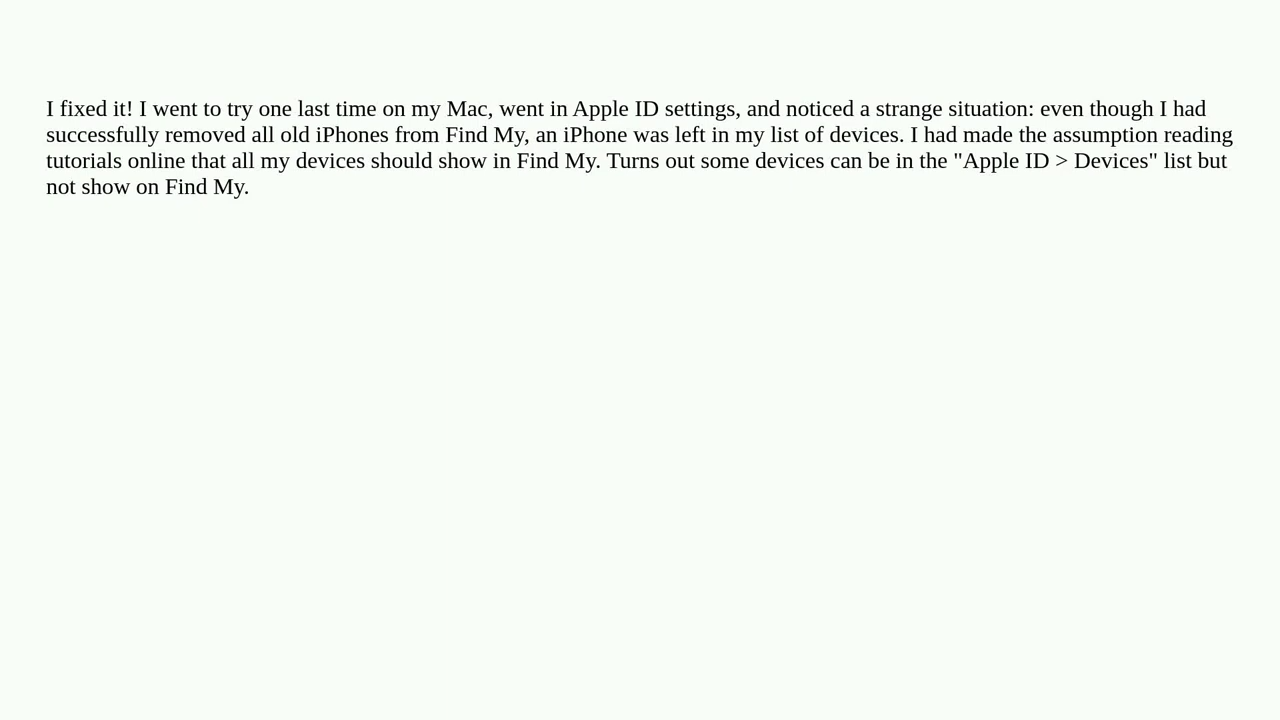 I fixed it! I went to try one last time on my Mac, went in Apple ID settings, and noticed a strange situation: even though I had
successfully removed all old iPhones from Find My, an iPhone was left in my list of devices. I had made the assumption reading
tutorials online that all my devices should show in Find My. Turns out some devices can be in the "Apple ID > Devices" list but
not show on Find My.